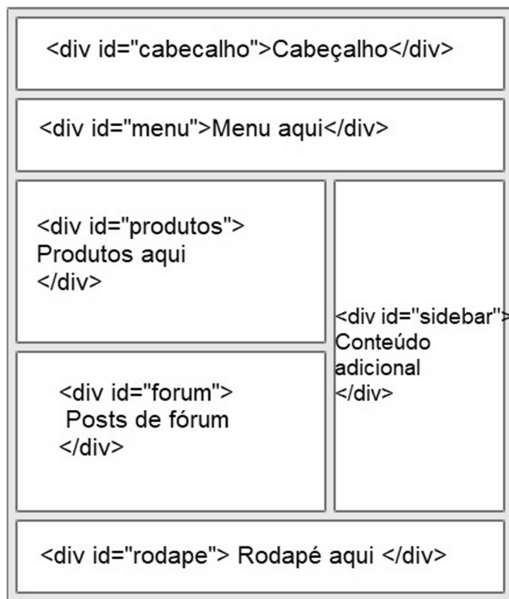 <div id="cabecalho">Cabeçalho</div>
<div id="menu">Menu aqui</div>
<div id="produtos">
Produtos aqui
</div>
<div id="forum">
Posts de fórum
</div>
<div id="sidebar">
Conteúdo
adicional
</div>
<div id="rodape"> Rodapé aqui </div>